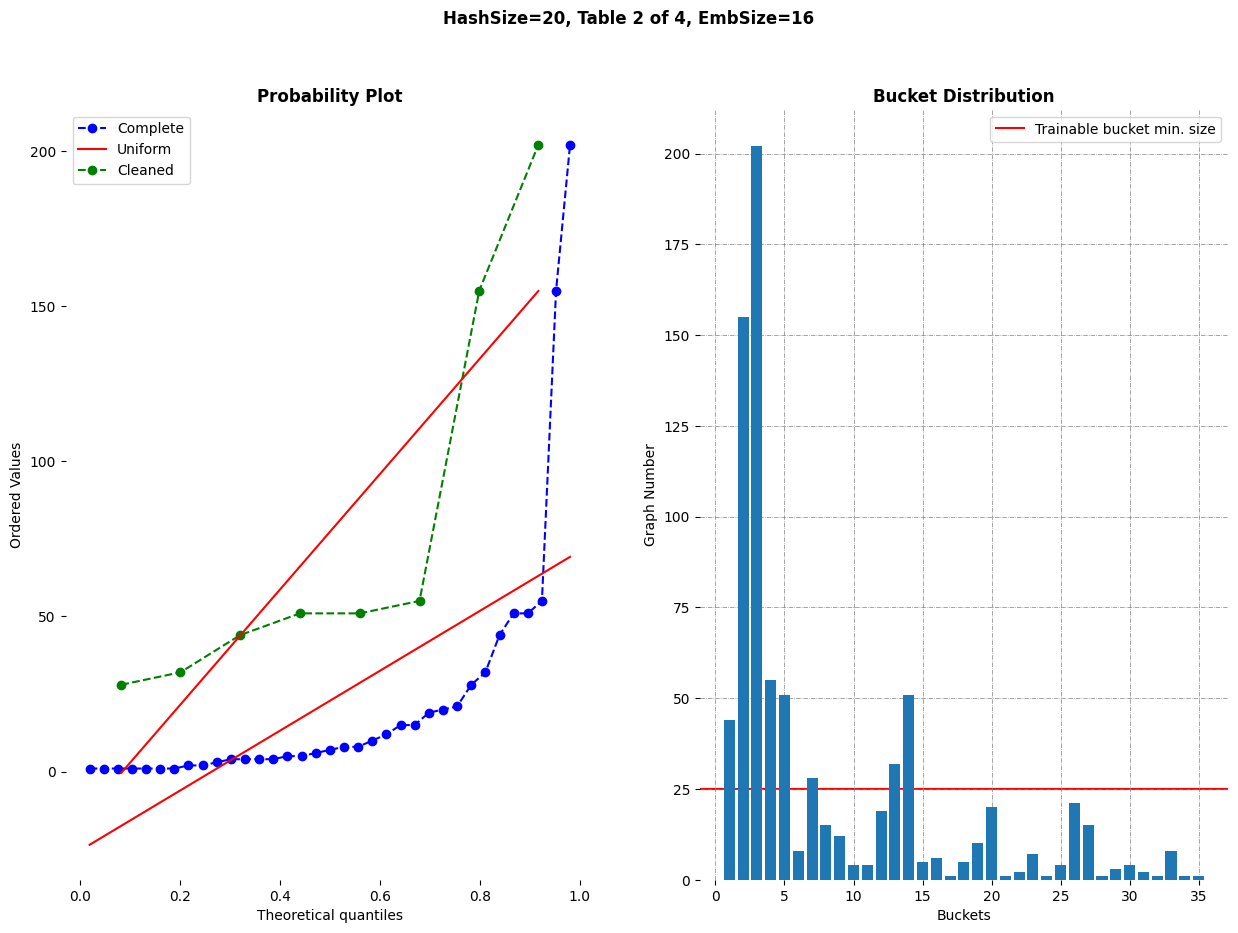 HashSize=20, Table 2 of 4, EmbSize=16
Probability Plot
Complete
Uniform
Cleaned
200
150
100
50
0
Ordered Values
0.0 0.2 0.4 0.6 0.8 1.0
Theoretical quantiles
Bucket Distribution
Trainable bucket min. size
200
175
150
125
100
75
50
25
0
Graph Number
0 5 10 15 20 25 30 35
Buckets